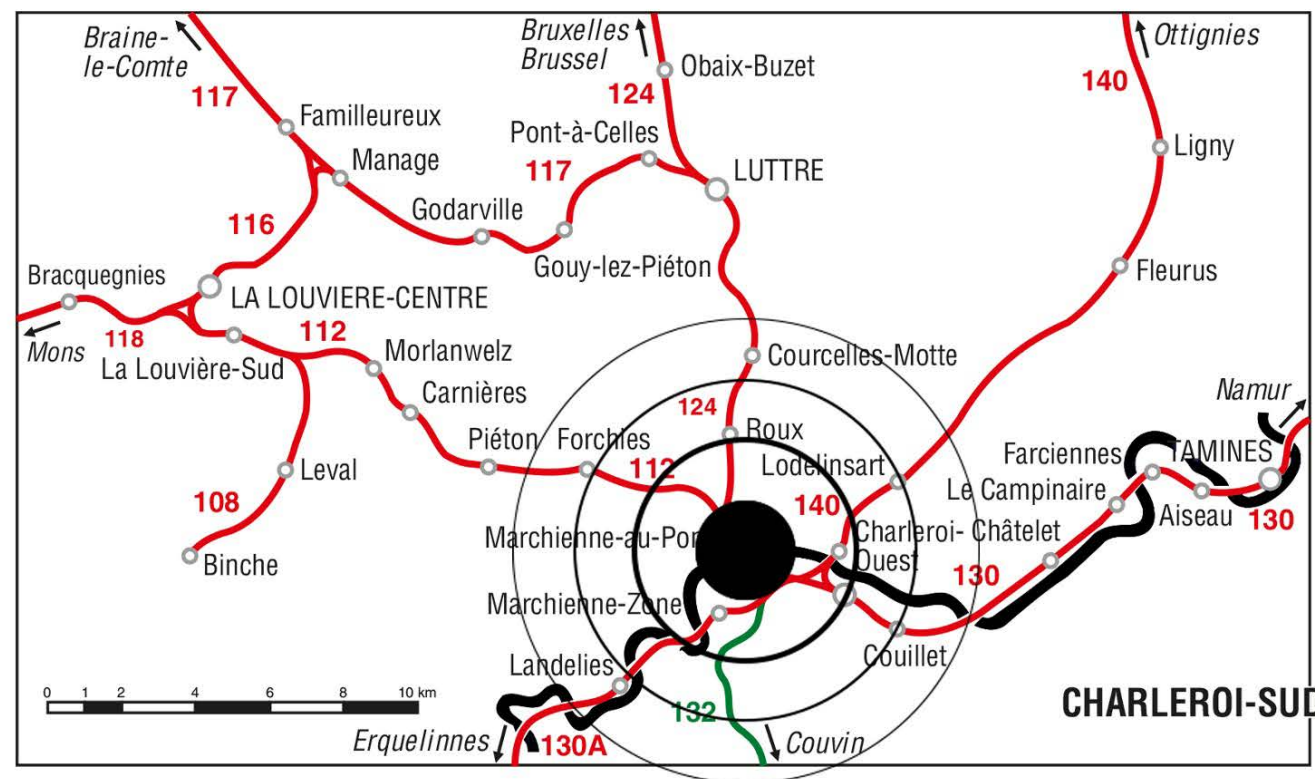 Braine-
le-Comte
117
Familleureux
Manage
Bruxelles
Brussel
124
Obaix-Buzet
Pont-à-Celles
117
LUTTRE
140
Ottignies
Ligny
Godarville
Gouy-lez-Piéton
Fleurus
116
Bracquegnies
LA LOUVIERE-CENTRE
118
Mons
112
La Louvière-Sud
Morlanwelz
Carnières
Courcelles-Motte
124
Roux
Piéton
Forchies
112
Leval
108
Binche
Lodelinsart
140
Namur
Farciennes
TAMINES
Le Campinaire
Aiseau
130
Marchienne-au-Pon
Charleroi-
Ouest
Châtelet
130
Marchienne-Zone
Couillet
Landelies
132
0 1 2 4 6 8 10 km
Erquelinnes
130A
Couvin
CHARLEROI-SUD